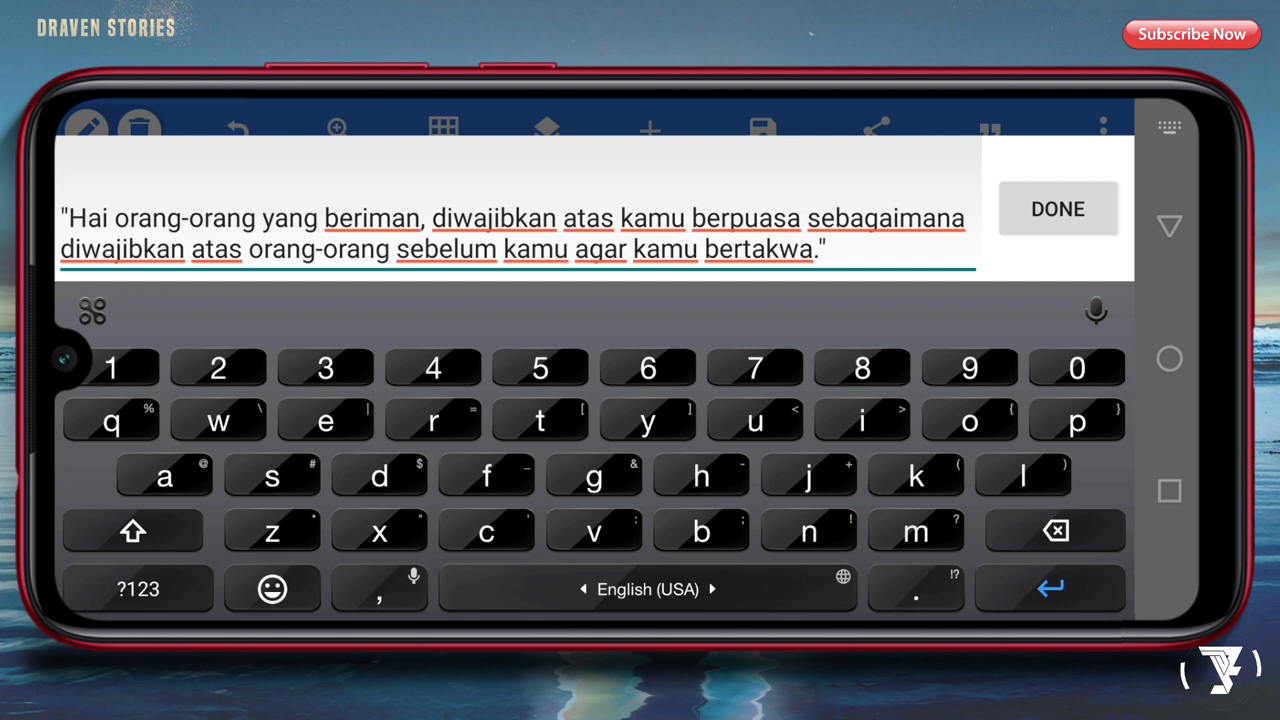 DRAVEN STORIES
Subscribe Now
"Hai orang-orang yang beriman, diwajibkan atas kamu berpuasa sebagaimana
diwajibkan atas orang-orang sebelum kamu agar kamu bertakwa."
DONE
1 2 3 4 5 6 7 8 9 0
q % w \ e | r = t [ y ] u < i > o { p }
a @ s # d $ f _ g & h - j + k ( l )
z * x " c ' v : b ; n ! m ?
?123 , English (USA) . !?